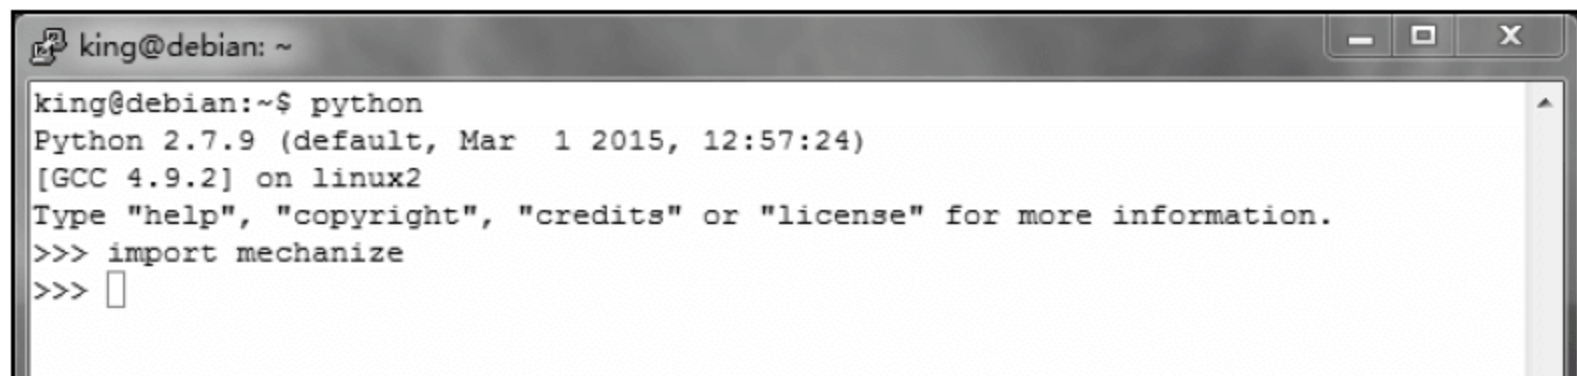 king@debian: ~
king@debian:~$ python
Python 2.7.9 (default, Mar  1 2015, 12:57:24)
[GCC 4.9.2] on linux2
Type "help", "copyright", "credits" or "license" for more information.
>>> import mechanize
>>>